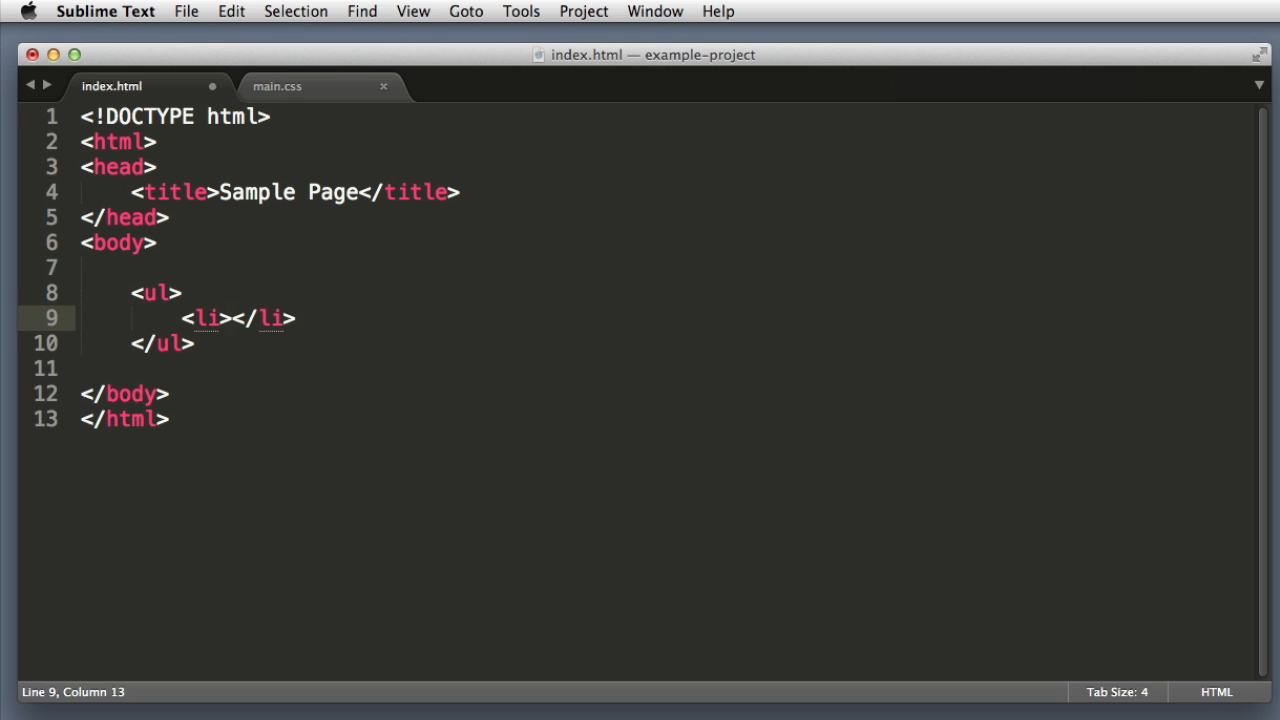 Sublime Text File Edit Selection Find View Goto Tools Project Window Help
index.html — example-project
index.html main.css
1 <!DOCTYPE html>
2 <html>
3 <head>
4 <title>Sample Page</title>
5 </head>
6 <body>
7
8 <ul>
9 <li></li>
10 </ul>
11
12 </body>
13 </html>
Line 9, Column 13 Tab Size: 4 HTML